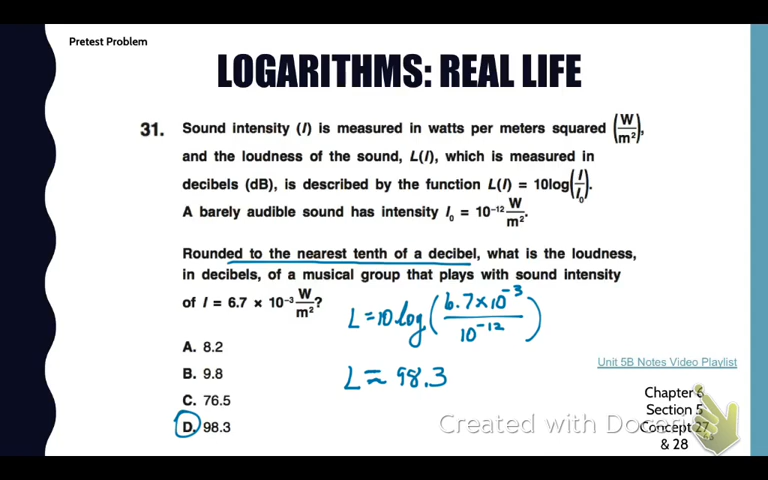 Pretest Problem
LOGARITHMS: REAL LIFE
31. Sound intensity (I) is measured in watts per meters squared (W/m²),
and the loudness of the sound, L(I), which is measured in
decibels (dB), is described by the function L(I) = 10log(I/I₀).
A barely audible sound has intensity I₀ = 10⁻¹² W/m².
Rounded to the nearest tenth of a decibel, what is the loudness,
in decibels, of a musical group that plays with sound intensity
of I = 6.7 × 10⁻³ W/m²?
L = 10 log(6.7×10⁻³/10⁻¹²)
A. 8.2
B. 9.8
C. 76.5
D. 98.3
L ≈ 98.3
Unit 5B Notes Video Playlist
Chapter 6
Section 5
Concept 27
& 28
Created with Doceri